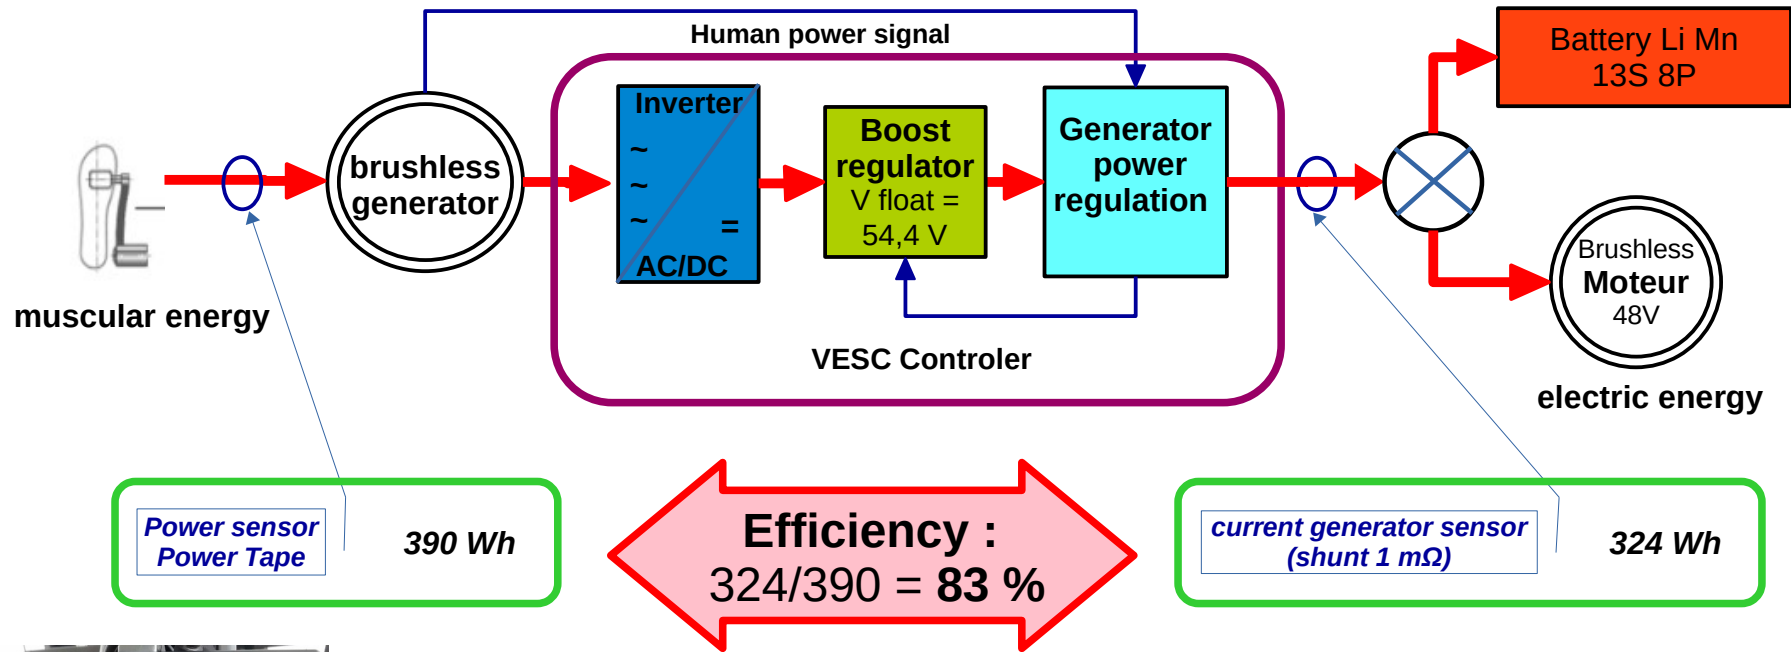 Human power signal
Battery Li Mn
13S 8P
Inverter
~
~
~
=
AC/DC
Boost
regulator
V float =
54,4 V
Generator
power
regulation
brushless
generator
muscular energy
VESC Controler
Brushless
Moteur
48V
electric energy
Power sensor
Power Tape
390 Wh
Efficiency :
324/390 = 83 %
current generator sensor
(shunt 1 mΩ)
324 Wh